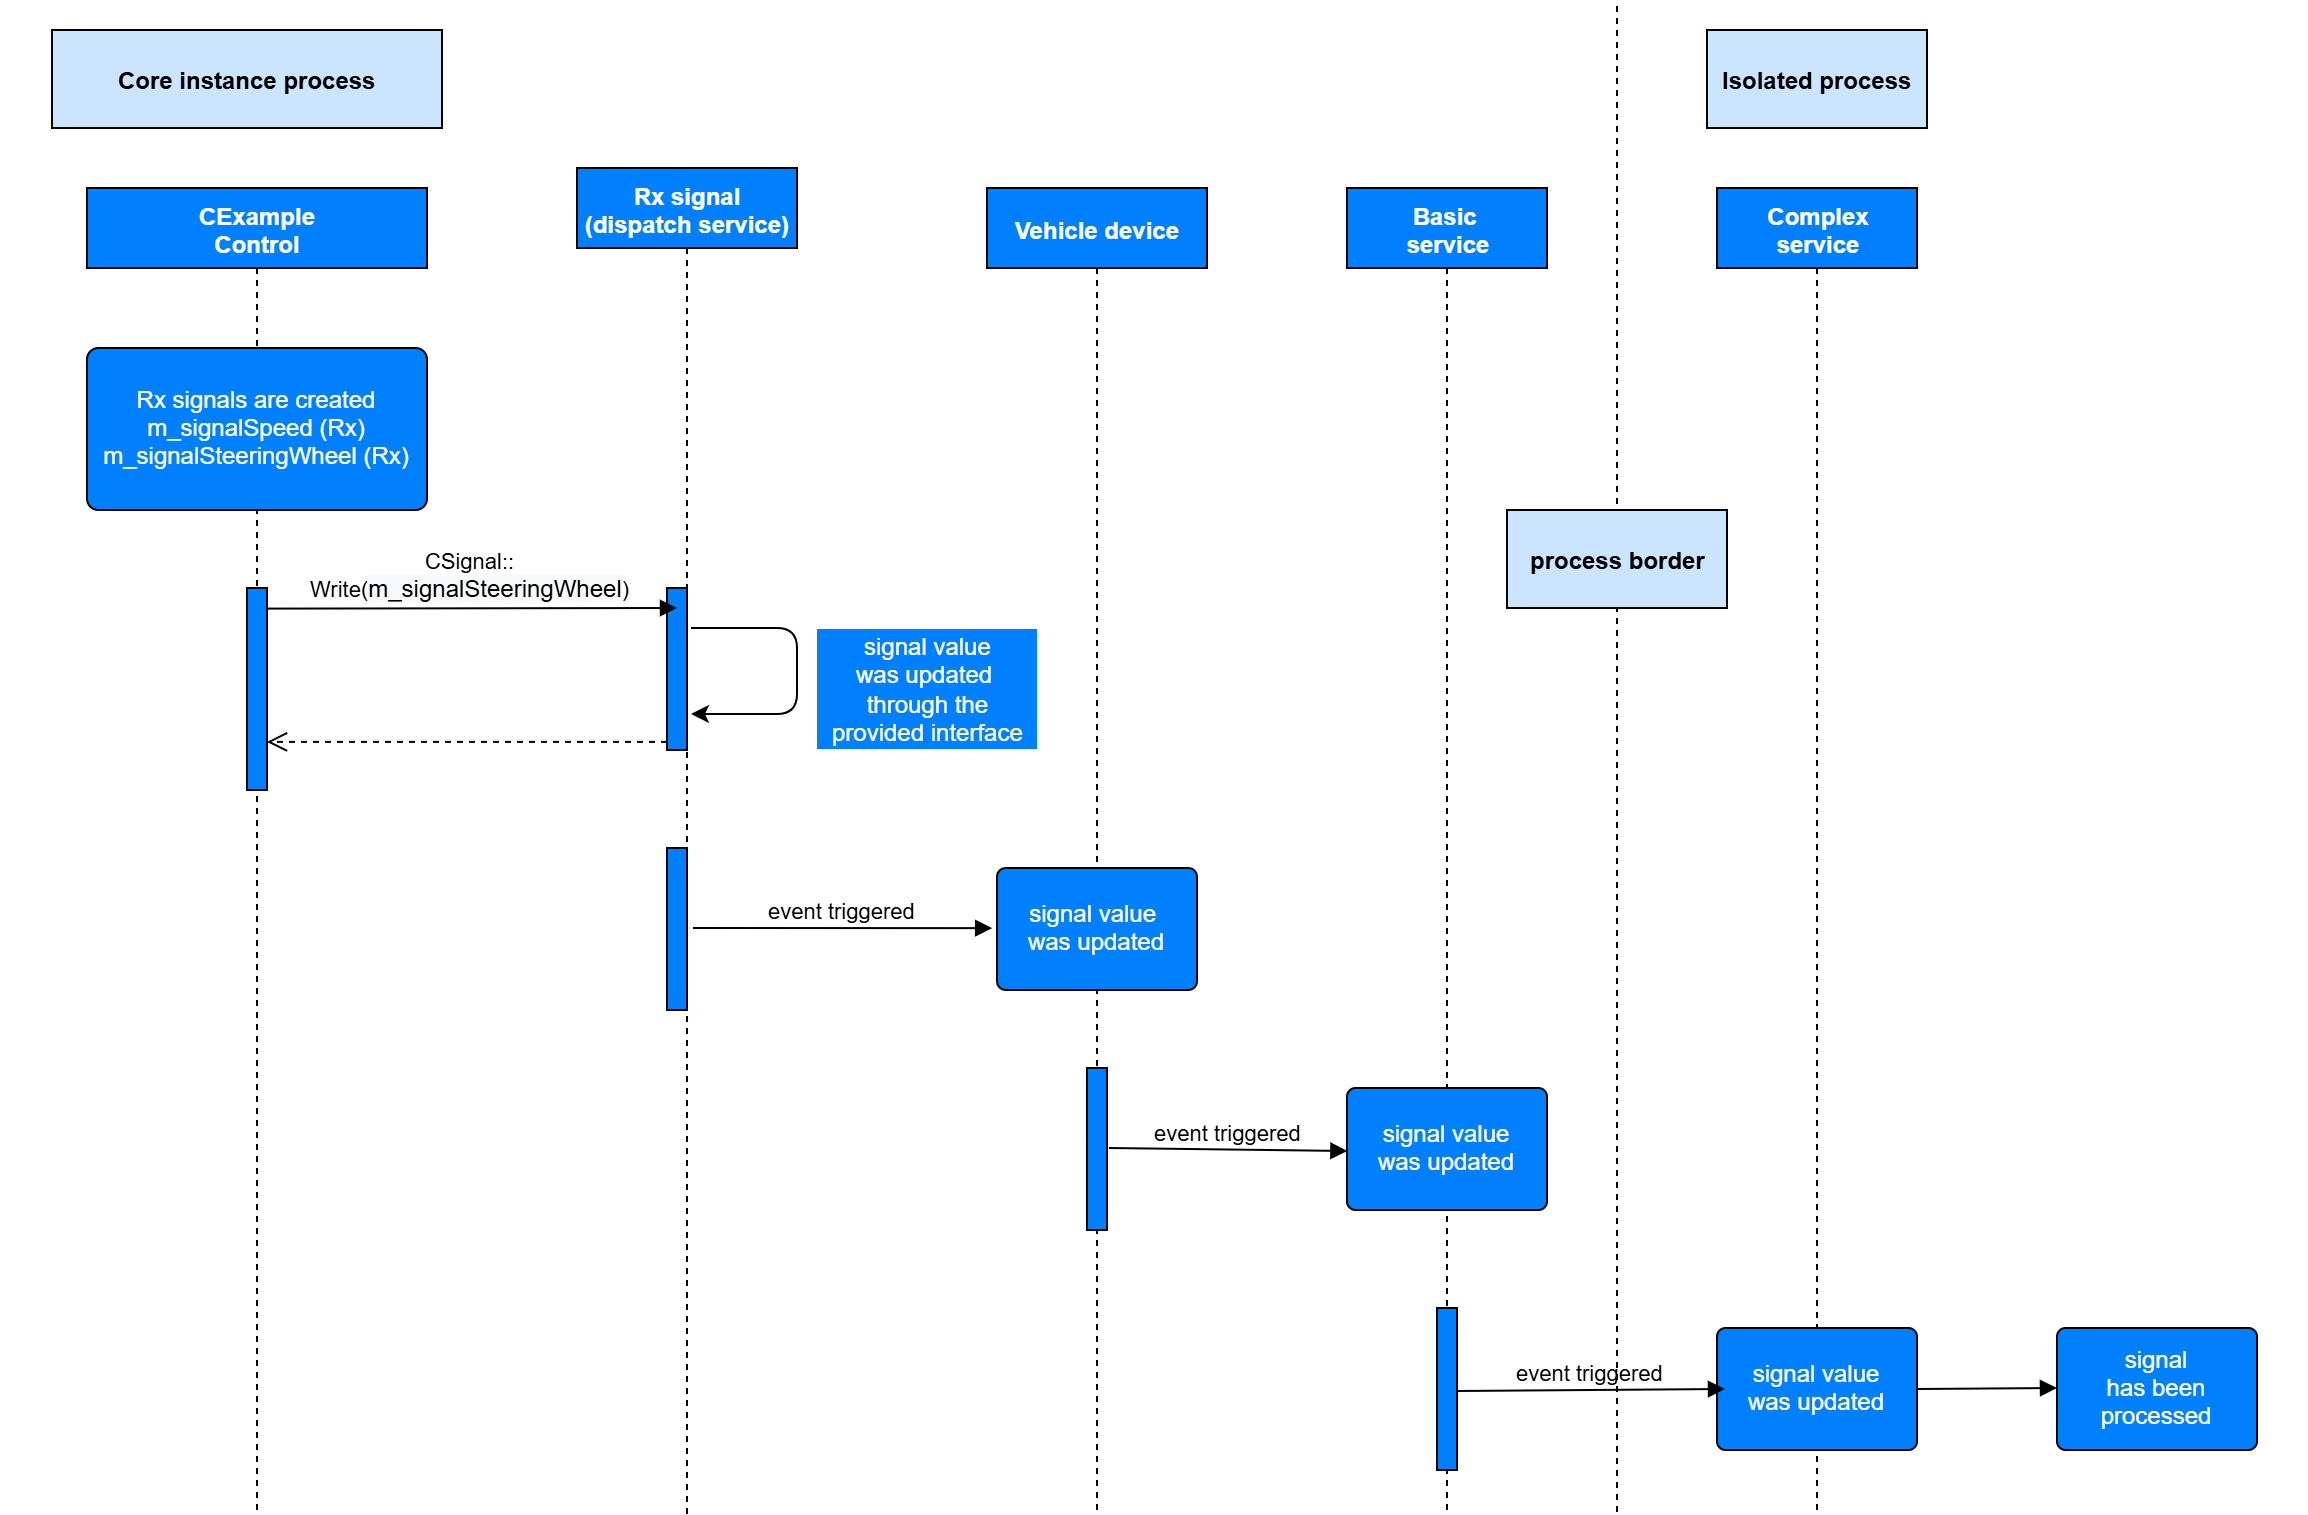 Core instance process
Isolated process
CExample
Control
Rx signal
(dispatch service)
Vehicle device
Basic
service
Complex
service
Rx signals are created
m_signalSpeed (Rx)
m_signalSteeringWheel (Rx)
process border
CSignal::
Write(m_signalSteeringWheel)
signal value
was updated
through the
provided interface
event triggered
signal value
was updated
event triggered
signal value
was updated
event triggered
signal value
was updated
signal
has been
processed